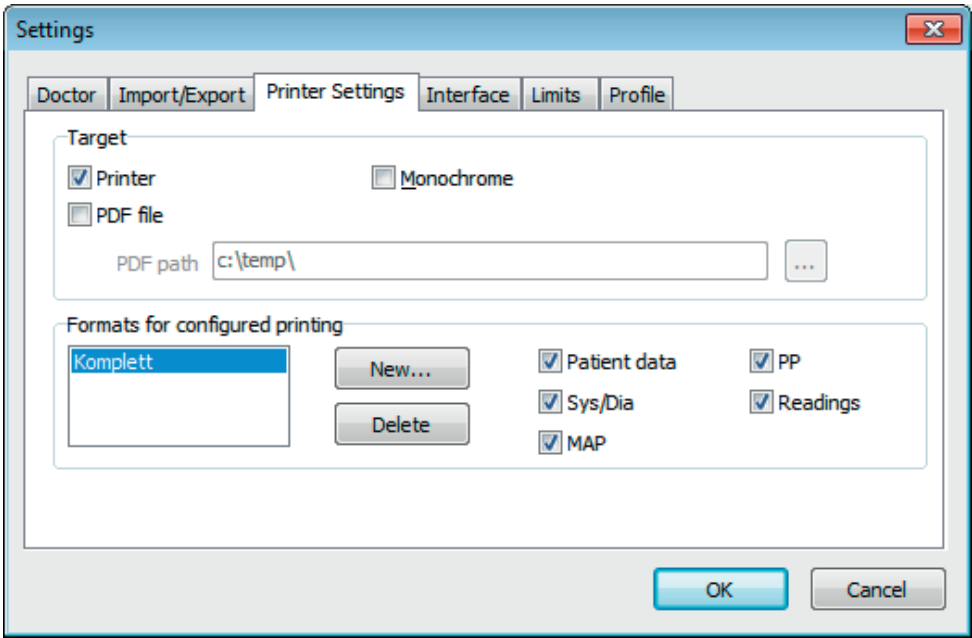 Settings
Doctor Import/Export Printer Settings Interface Limits Profile
Target
Printer Monochrome
PDF file
PDF path c:\temp\ ...
Formats for configured printing
Komplett New... Patient data PP
Delete Sys/Dia Readings
MAP
OK Cancel